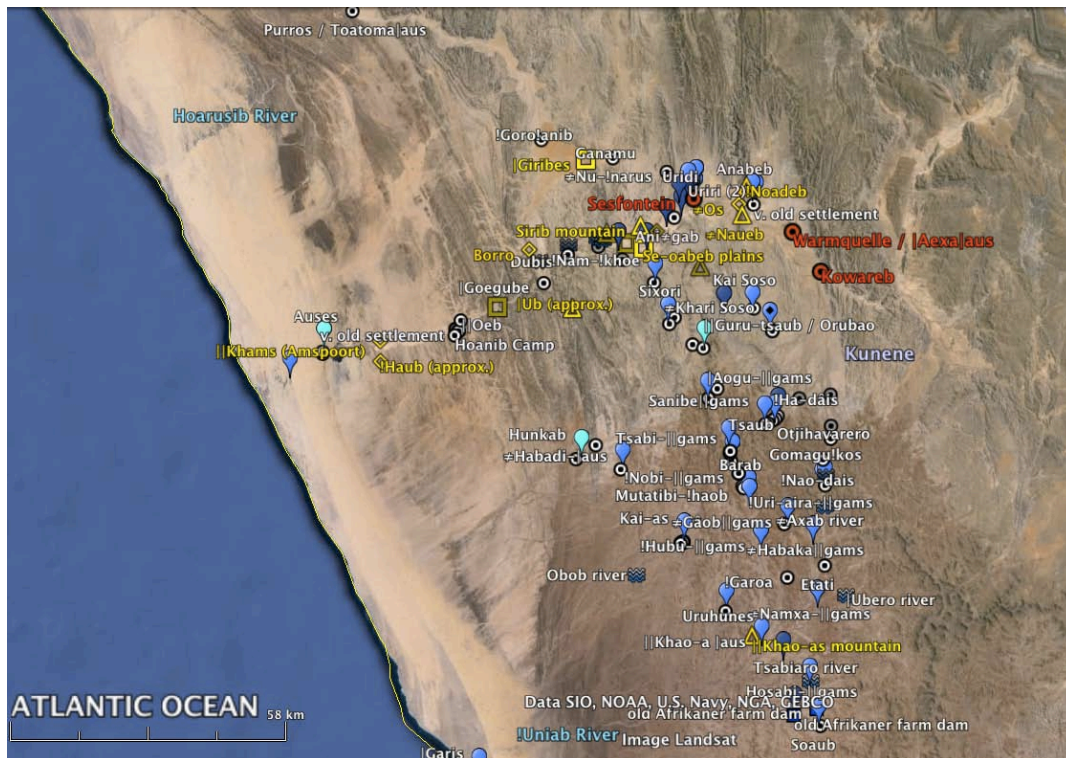 Purros / Toatoma|aus
Hoarusib River
!Goro!anib
Ganamu
|Giribes
≠Nu-!narus
Uridi
Anabeb
Uriri (2)
!Noadeb
Sesfontein
≠Os
v. old settlement
Sirib mountain
Ani≠gab
≠Naueb
Warmquelle / |Aexa|aus
Borro
Dubis
!Nam-!khoe
Se-oabeb plains
Kowareb
|Goegube
Sixori
Kai Soso
|Ub (approx.)
≠Khari Soso
Auses
v. old settlement
||Oeb
||Guru-tsaub / Orubao
Hoanib Camp
||Khams (Amspoort)
Kunene
!Haub (approx.)
|Aogu-||gams
Sanibe||gams
!Ha-dais
Tsaub
Otjihavarero
Hunkab
Tsabi-||gams
≠Habadi-|aus
Gomagu!kos
Barab
!Nobi-||gams
!Nao-dais
Mutatibi-!haob
!Uri-aira-||gams
Kai-as
≠Gaob||gams
≠Axab river
!Hubu-||gams
≠Habaka||gams
Obob river
!Garoa
Etati
!Ubero river
Uruhunes
≠Namxa-||gams
||Khao-a |aus
||Khao-as mountain
Tsabiaro river
Hosabi-||gams
Data SIO, NOAA, U.S. Navy, NGA, GEBCO
ATLANTIC OCEAN
58 km
old Afrikaner farm dam
old Afrikaner farm dam
!Uniab River
Image Landsat
Soaub
|Garis